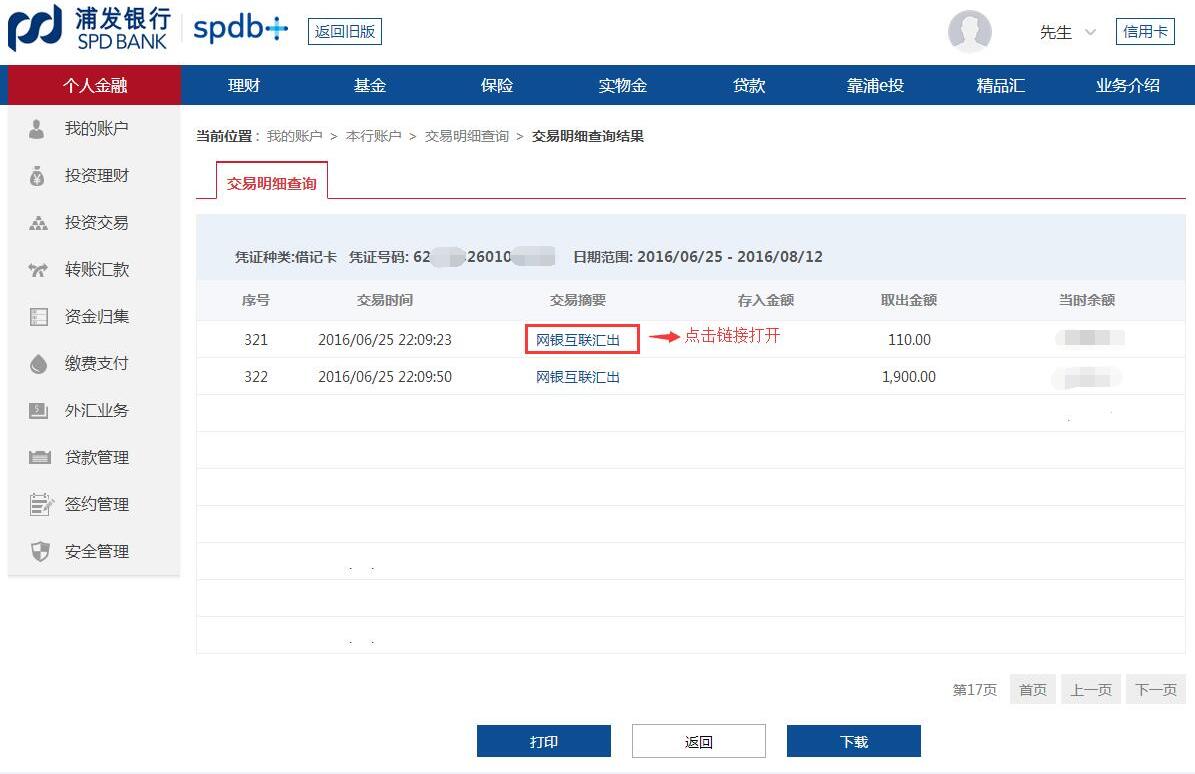 浦发银行
SPD BANK
spdb+
返回旧版
先生
信用卡
个人金融 理财 基金 保险 实物金 贷款 靠浦e投 精品汇 业务介绍
我的账户
投资理财
投资交易
转账汇款
资金归集
缴费支付
外汇业务
贷款管理
签约管理
安全管理
当前位置: 我的账户 > 本行账户 > 交易明细查询 > 交易明细查询结果
交易明细查询
凭证种类:借记卡 凭证号码: 62 26010 日期范围: 2016/06/25 - 2016/08/12
序号 交易时间 交易摘要 存入金额 取出金额 当时余额
321 2016/06/25 22:09:23 网银互联汇出 点击链接打开 110.00
322 2016/06/25 22:09:50 网银互联汇出 1,900.00
第17页 首页 上一页 下一页
打印 返回 下载